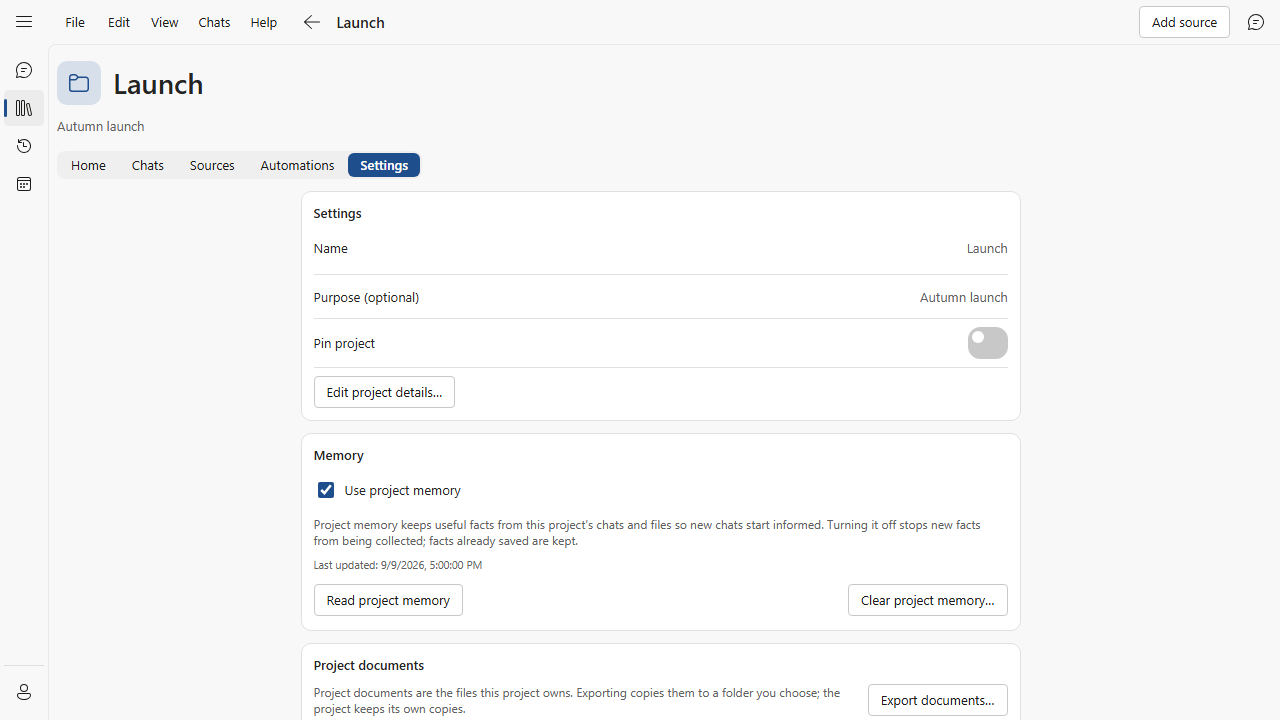 File Edit View Chats Help Launch Add source
Launch
Autumn launch
Home Chats Sources Automations Settings
Settings
Name Launch
Purpose (optional) Autumn launch
Pin project
Edit project details...
Memory
Use project memory
Project memory keeps useful facts from this project's chats and files so new chats start informed. Turning it off stops new facts
from being collected; facts already saved are kept.
Last updated: 9/9/2026, 5:00:00 PM
Read project memory Clear project memory...
Project documents
Project documents are the files this project owns. Exporting copies them to a folder you choose; the
project keeps its own copies.
Export documents...